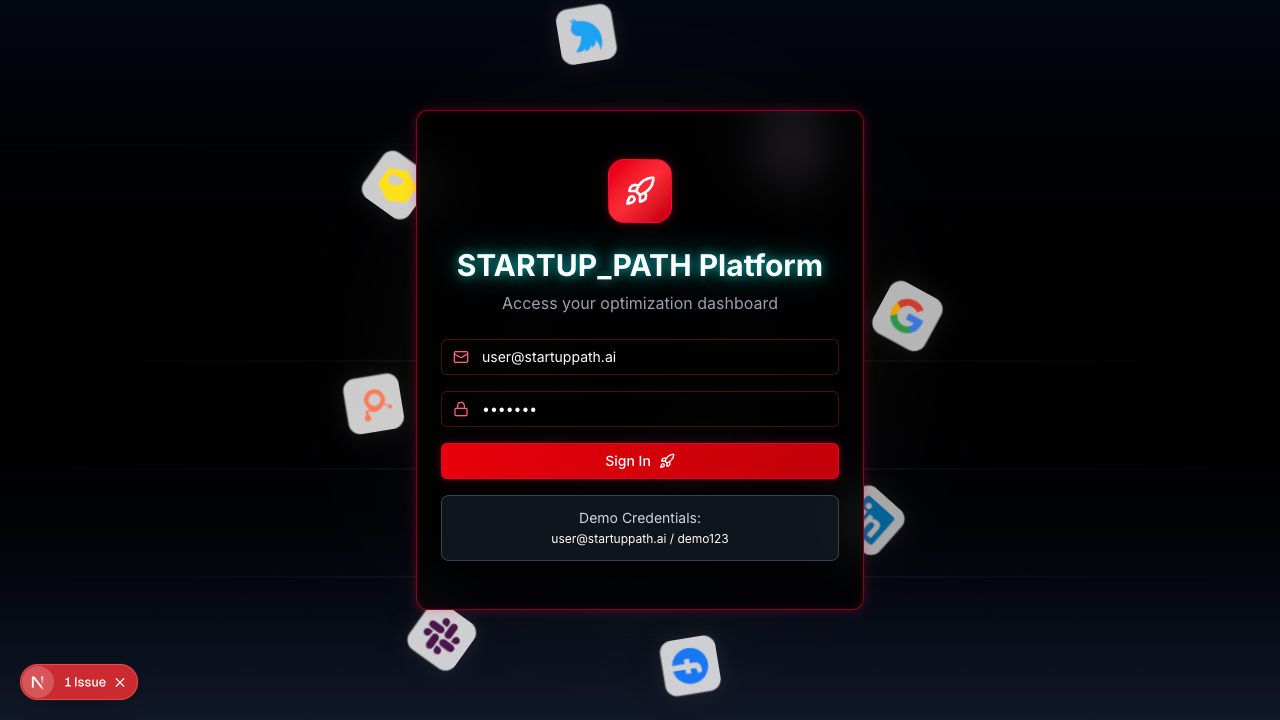 STARTUP_PATH Platform
Access your optimization dashboard
user@startuppath.ai
•••••••
Sign In
Demo Credentials:
user@startuppath.ai / demo123
N 1 Issue